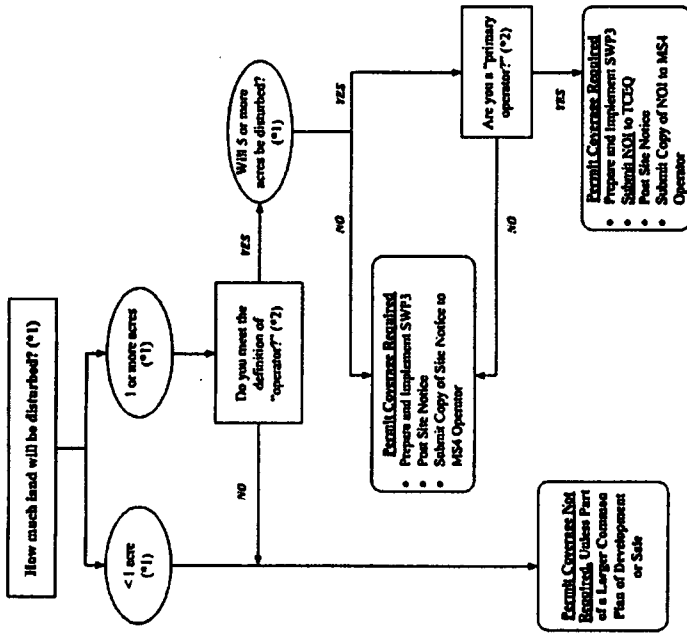 How much land will be disturbed? (*1)
< 1 acre
(*1)
1 or more acres
(*1)
Do you meet the
definition of
"operator?" (*2)
NO
YES
Will 5 or more
acres be disturbed?
(*1)
NO
YES
Permit Coverage Required
• Prepare and Implement SWP3
• Post Site Notice
• Submit Copy of Site Notice to
MS4 Operator
Are you a "primary
operator?" (*2)
NO
YES
Permit Coverage Not
Required, Unless Part
of a Larger Common
Plan of Development
or Sale
Permit Coverage Required
• Prepare and Implement SWP3
• Submit NOI to TCEQ
• Post Site Notice
• Submit Copy of NOI to MS4
Operator